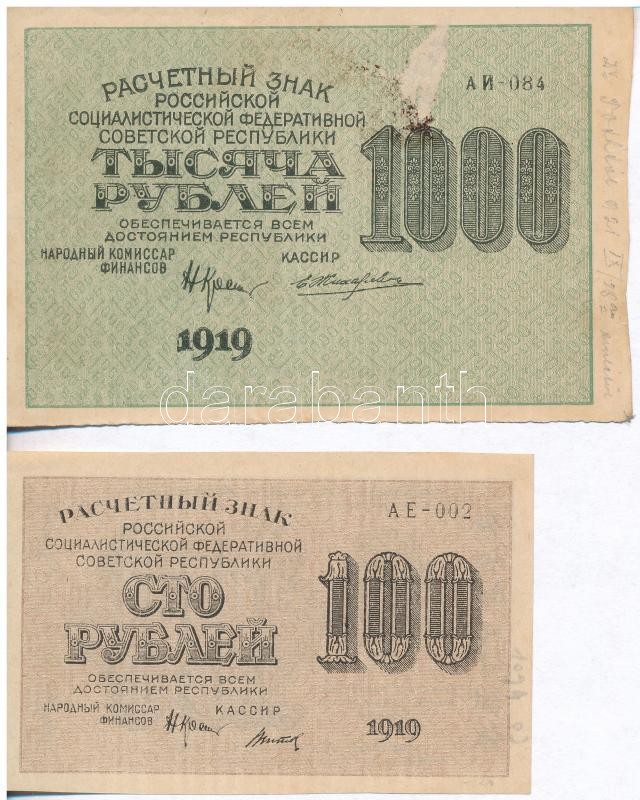 РАСЧЕТНЫЙ ЗНАК
РОССИЙСКОЙ
СОЦИАЛИСТИЧЕСКОЙ ФЕДЕРАТИВНОЙ
СОВЕТСКОЙ РЕСПУБЛИКИ
АИ-084
ТЫСЯЧА
РУБЛЕЙ
1000
ОБЕСПЕЧИВАЕТСЯ ВСЕМ
ДОСТОЯНИЕМ РЕСПУБЛИКИ
НАРОДНЫЙ КОМИССАР
ФИНАНСОВ
КАССИР
1919
darabanth
РАСЧЕТНЫЙ ЗНАК
РОССИЙСКОЙ
СОЦИАЛИСТИЧЕСКОЙ ФЕДЕРАТИВНОЙ
СОВЕТСКОЙ РЕСПУБЛИКИ
АЕ-002
СТО
РУБЛЕЙ
100
ОБЕСПЕЧИВАЕТСЯ ВСЕМ
ДОСТОЯНИЕМ РЕСПУБЛИКИ
НАРОДНЫЙ КОМИССАР
ФИНАНСОВ
КАССИР
1919